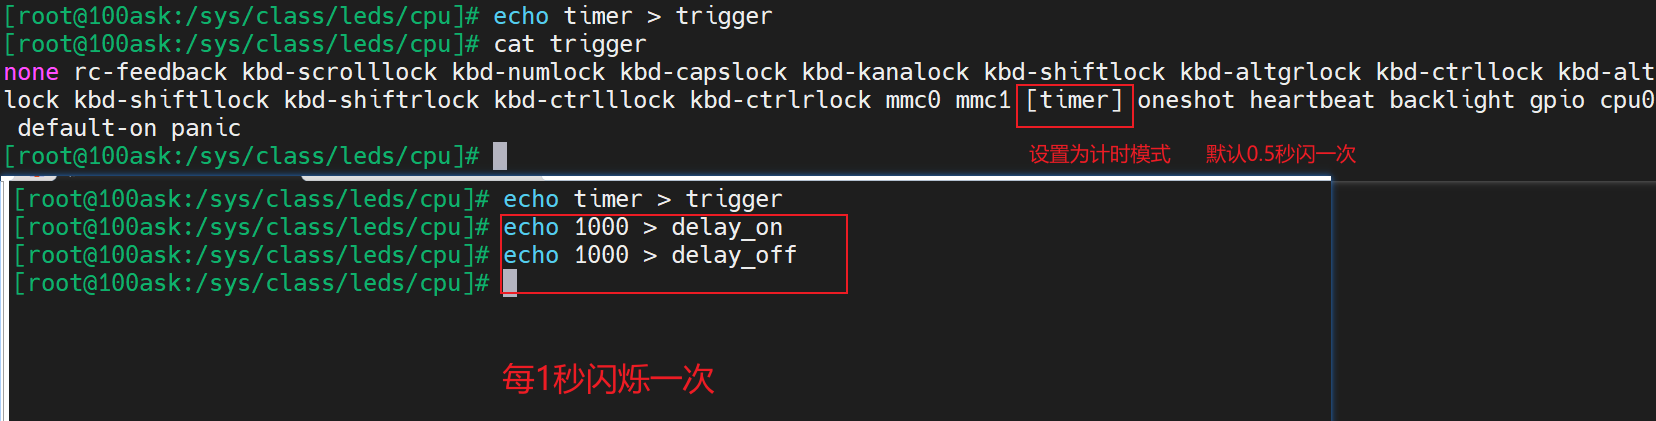 [root@100ask:/sys/class/leds/cpu]# echo timer > trigger
[root@100ask:/sys/class/leds/cpu]# cat trigger
none rc-feedback kbd-scrolllock kbd-numlock kbd-capslock kbd-kanalock kbd-shiftlock kbd-altgrlock kbd-ctrllock kbd-alt
lock kbd-shiftllock kbd-shiftrlock kbd-ctrlllock kbd-ctrlrlock mmc0 mmc1 [timer] oneshot heartbeat backlight gpio cpu0
default-on panic
[root@100ask:/sys/class/leds/cpu]#
设置为计时模式 默认0.5秒闪一次
[root@100ask:/sys/class/leds/cpu]# echo timer > trigger
[root@100ask:/sys/class/leds/cpu]# echo 1000 > delay_on
[root@100ask:/sys/class/leds/cpu]# echo 1000 > delay_off
[root@100ask:/sys/class/leds/cpu]#
每1秒闪烁一次